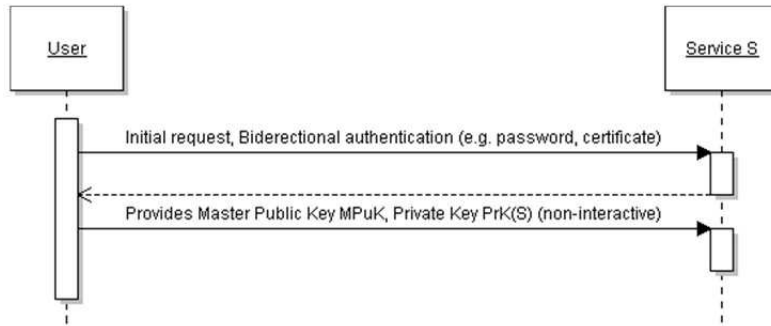 User
Service S
Initial request, Biderectional authentication (e.g. password, certificate)
Provides Master Public Key MPuK, Private Key PrK(S) (non-interactive)